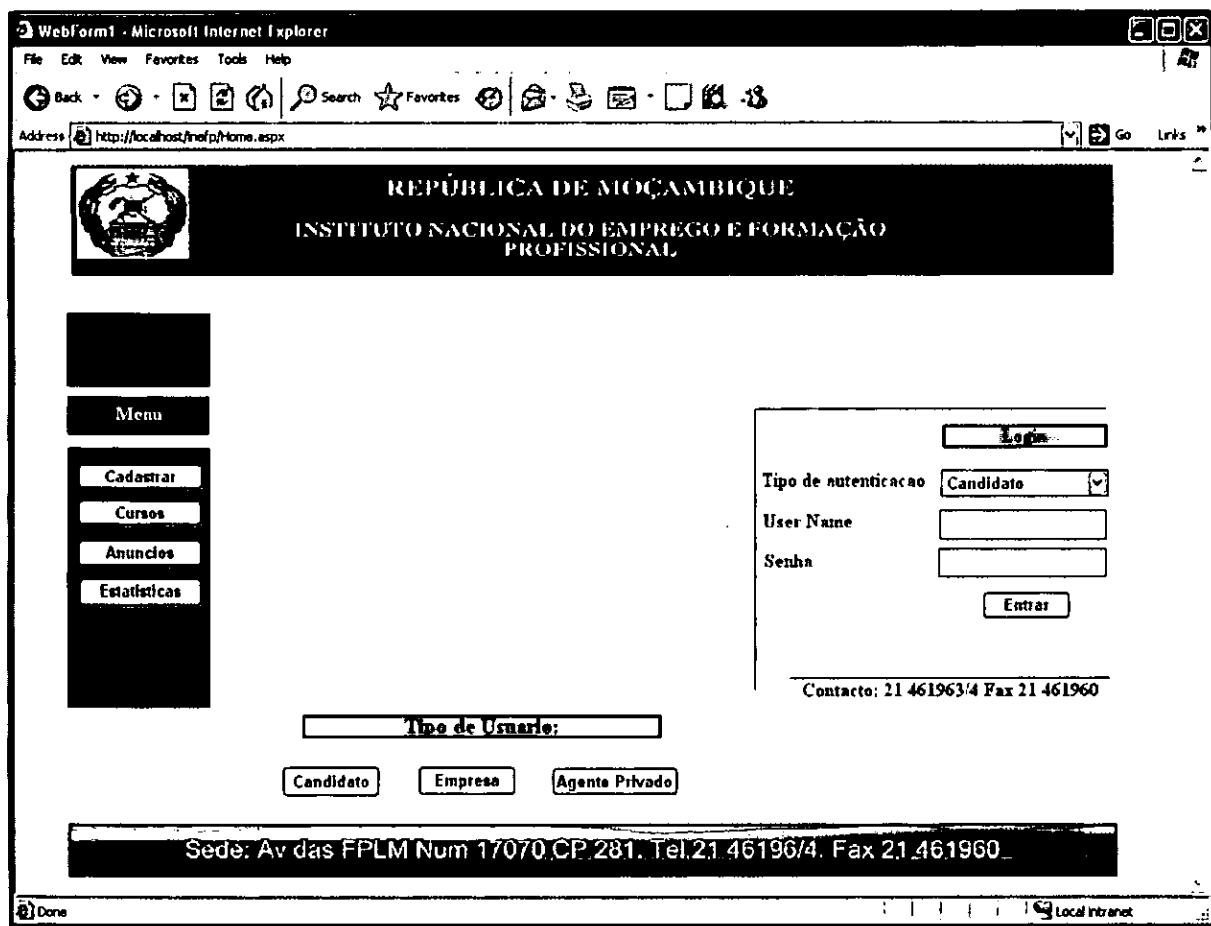 WebForm1 - Microsoft Internet Explorer
File Edit View Favorites Tools Help
Back Search Favorites
Address http://localhost/inefp/Home.aspx Go Links »
REPÚBLICA DE MOÇAMBIQUE
INSTITUTO NACIONAL DO EMPREGO E FORMAÇÃO
PROFISSIONAL
Menu
Cadastrar
Cursos
Anuncios
Estatisticas
Login
Tipo de autenticacao Candidato
User Name
Senha
Entrar
Contacto: 21 461963/4 Fax 21 461960
Tipo de Usuario:
Candidato Empresa Agente Privado
Sede: Av das FPLM Num 17070 CP 281. Tel 21 46196/4. Fax 21 461960
Done Local intranet